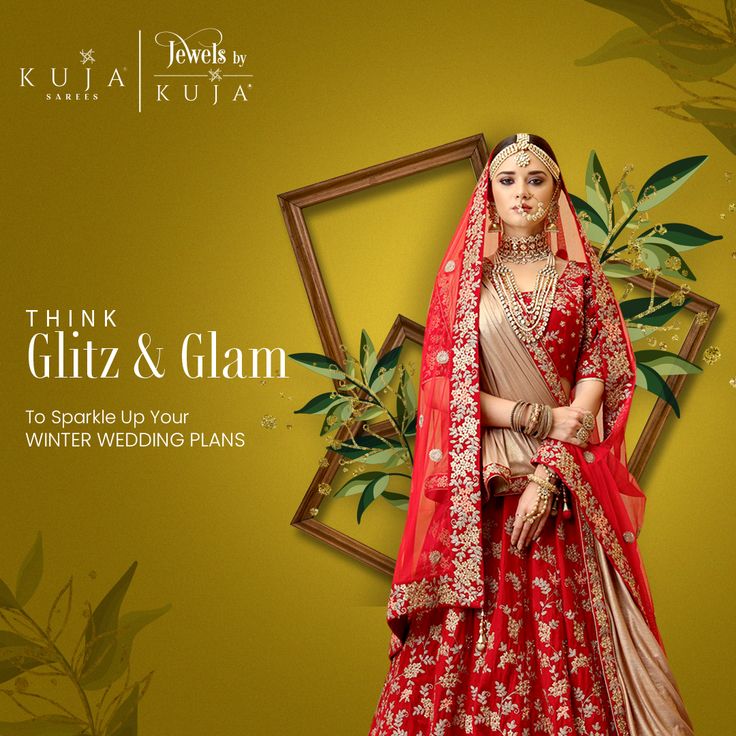 KUJA®
SAREES
Jewels by
KUJA®
THINK
Glitz & Glam
To Sparkle Up Your
WINTER WEDDING PLANS